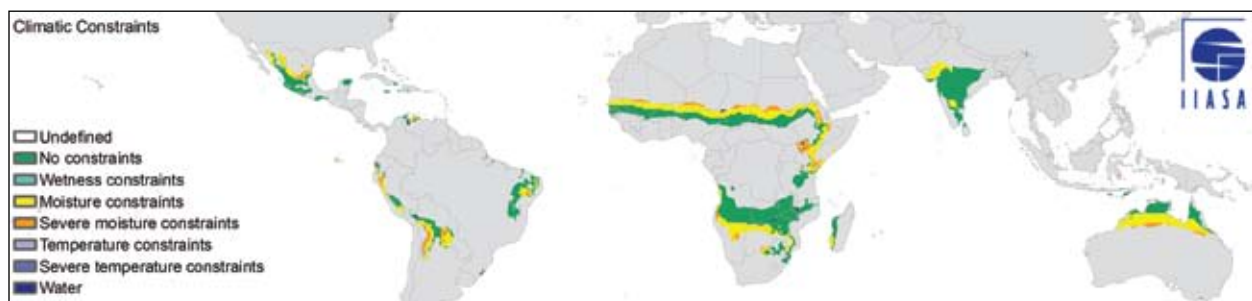 Climatic Constraints
Undefined
No constraints
Wetness constraints
Moisture constraints
Severe moisture constraints
Temperature constraints
Severe temperature constraints
Water
IIASA